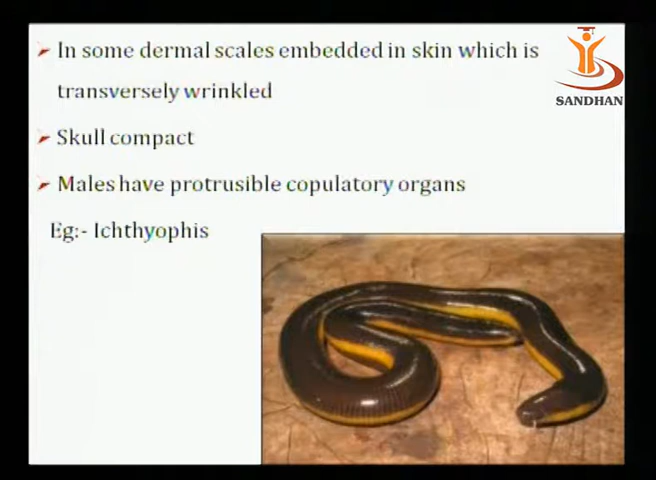 In some dermal scales embedded in skin which is
transversely wrinkled
Skull compact
Males have protrusible copulatory organs
Eg:- Ichthyophis
SANDHAN